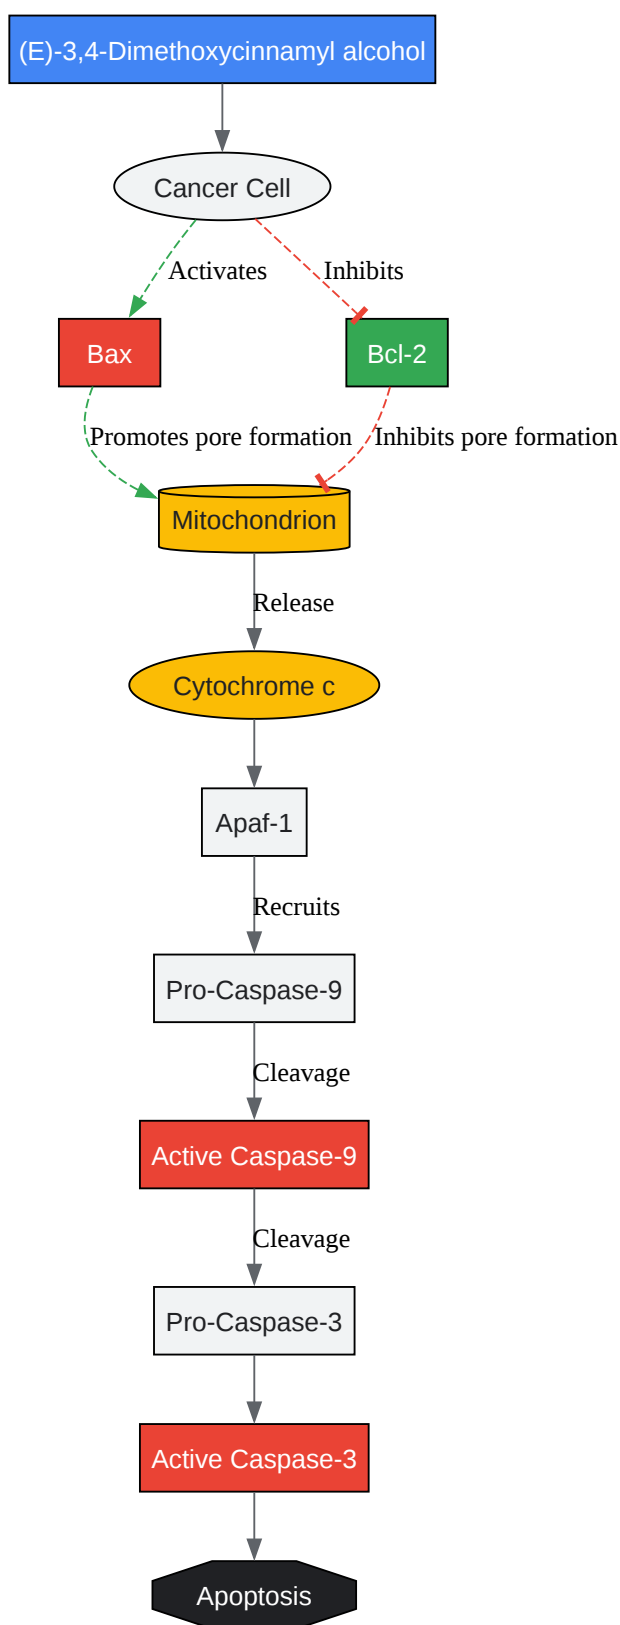 (E)-3,4-Dimethoxycinnamyl alcohol
Cancer Cell
Activates
Inhibits
Bax
Bcl-2
Promotes pore formation
Inhibits pore formation
Mitochondrion
Release
Cytochrome c
Apaf-1
Recruits
Pro-Caspase-9
Cleavage
Active Caspase-9
Cleavage
Pro-Caspase-3
Active Caspase-3
Apoptosis